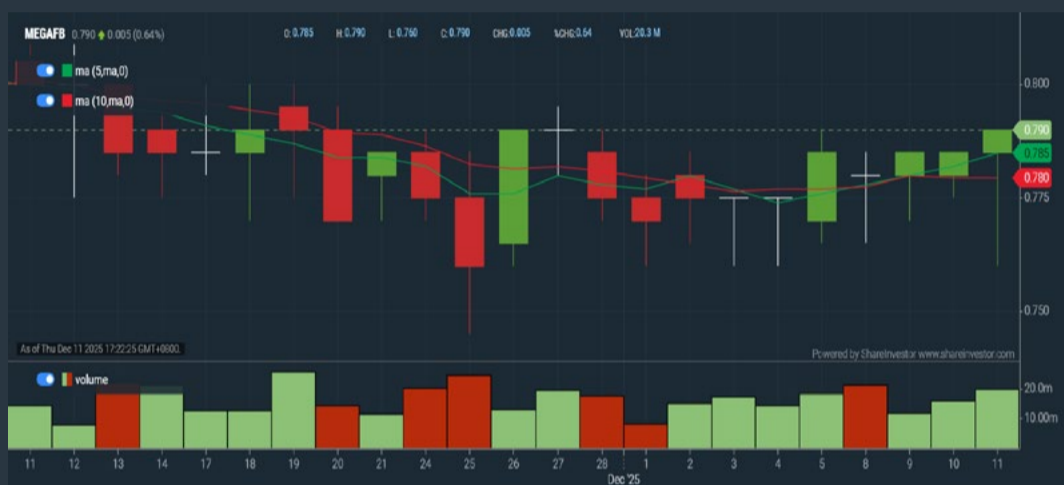 MEGAFB 0.790 0.005 (0.64%) O: 0.785 H: 0.790 L: 0.760 C: 0.790 CHG:0.005 %CHG:0.64 VOL:20.3 M
ma (5,ma,0)
ma (10,ma,0)
0.800
0.790
0.785
0.780
0.775
0.750
As of Thu Dec 11 2025 17:22:25 GMT+0800.
Powered by ShareInvestor www.shareinvestor.com
volume
20.0m
10.00m
11 12 13 14 17 18 19 20 21 24 25 26 27 28 1 2 3 4 5 8 9 10 11
Dec '25